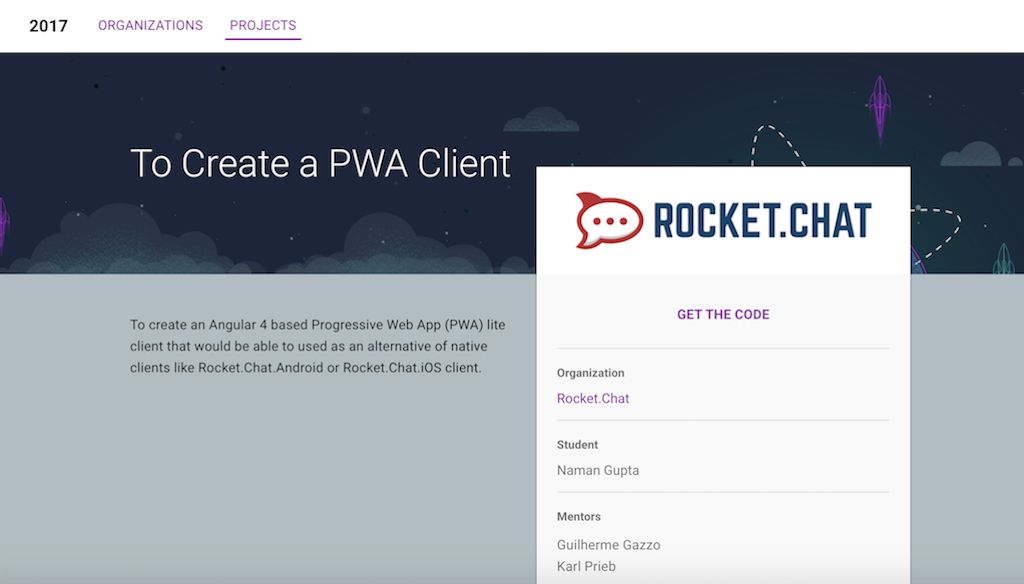 2017 ORGANIZATIONS PROJECTS
To Create a PWA Client
ROCKET.CHAT
To create an Angular 4 based Progressive Web App (PWA) lite
client that would be able to used as an alternative of native
clients like Rocket.Chat.Android or Rocket.Chat.iOS client.
GET THE CODE
Organization
Rocket.Chat
Student
Naman Gupta
Mentors
Guilherme Gazzo
Karl Prieb